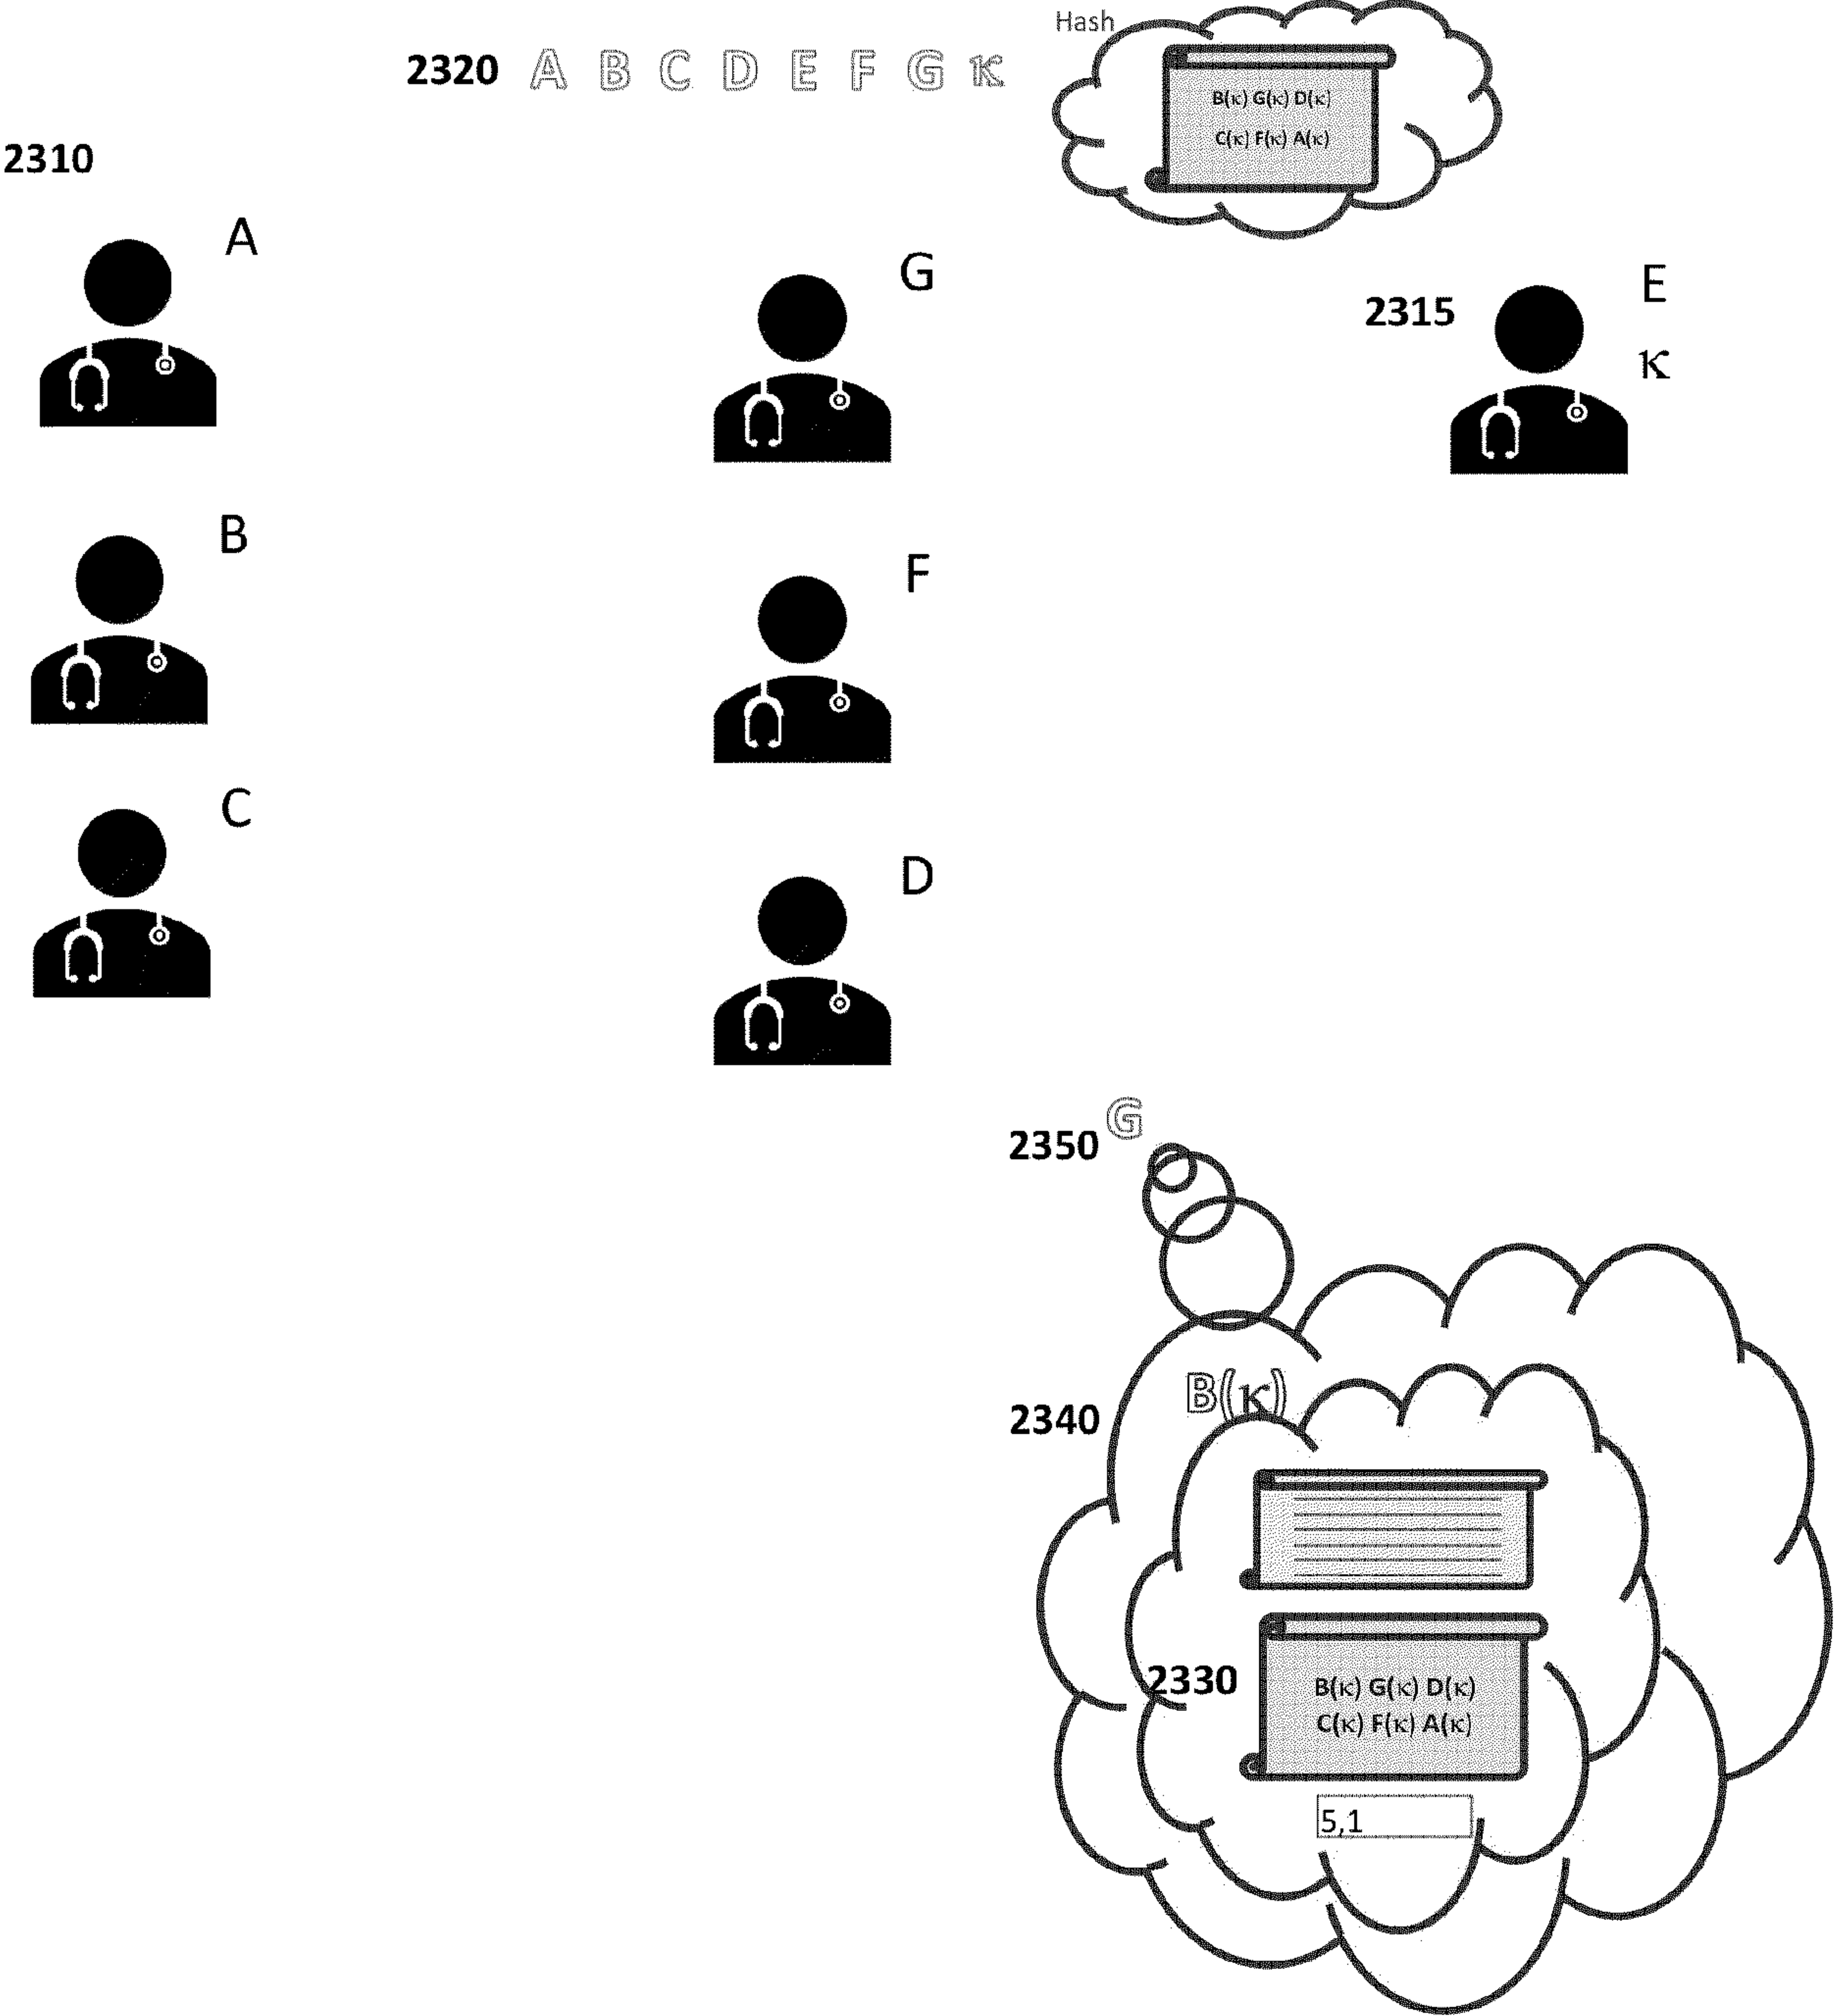 Hash
2320 A B C D E F G κ
B(κ) G(κ) D(κ)
C(κ) F(κ) A(κ)
2310
A
G
E
2315
κ
B
F
C
D
G
2350
B(κ)
2340
2330
B(κ) G(κ) D(κ)
C(κ) F(κ) A(κ)
5,1